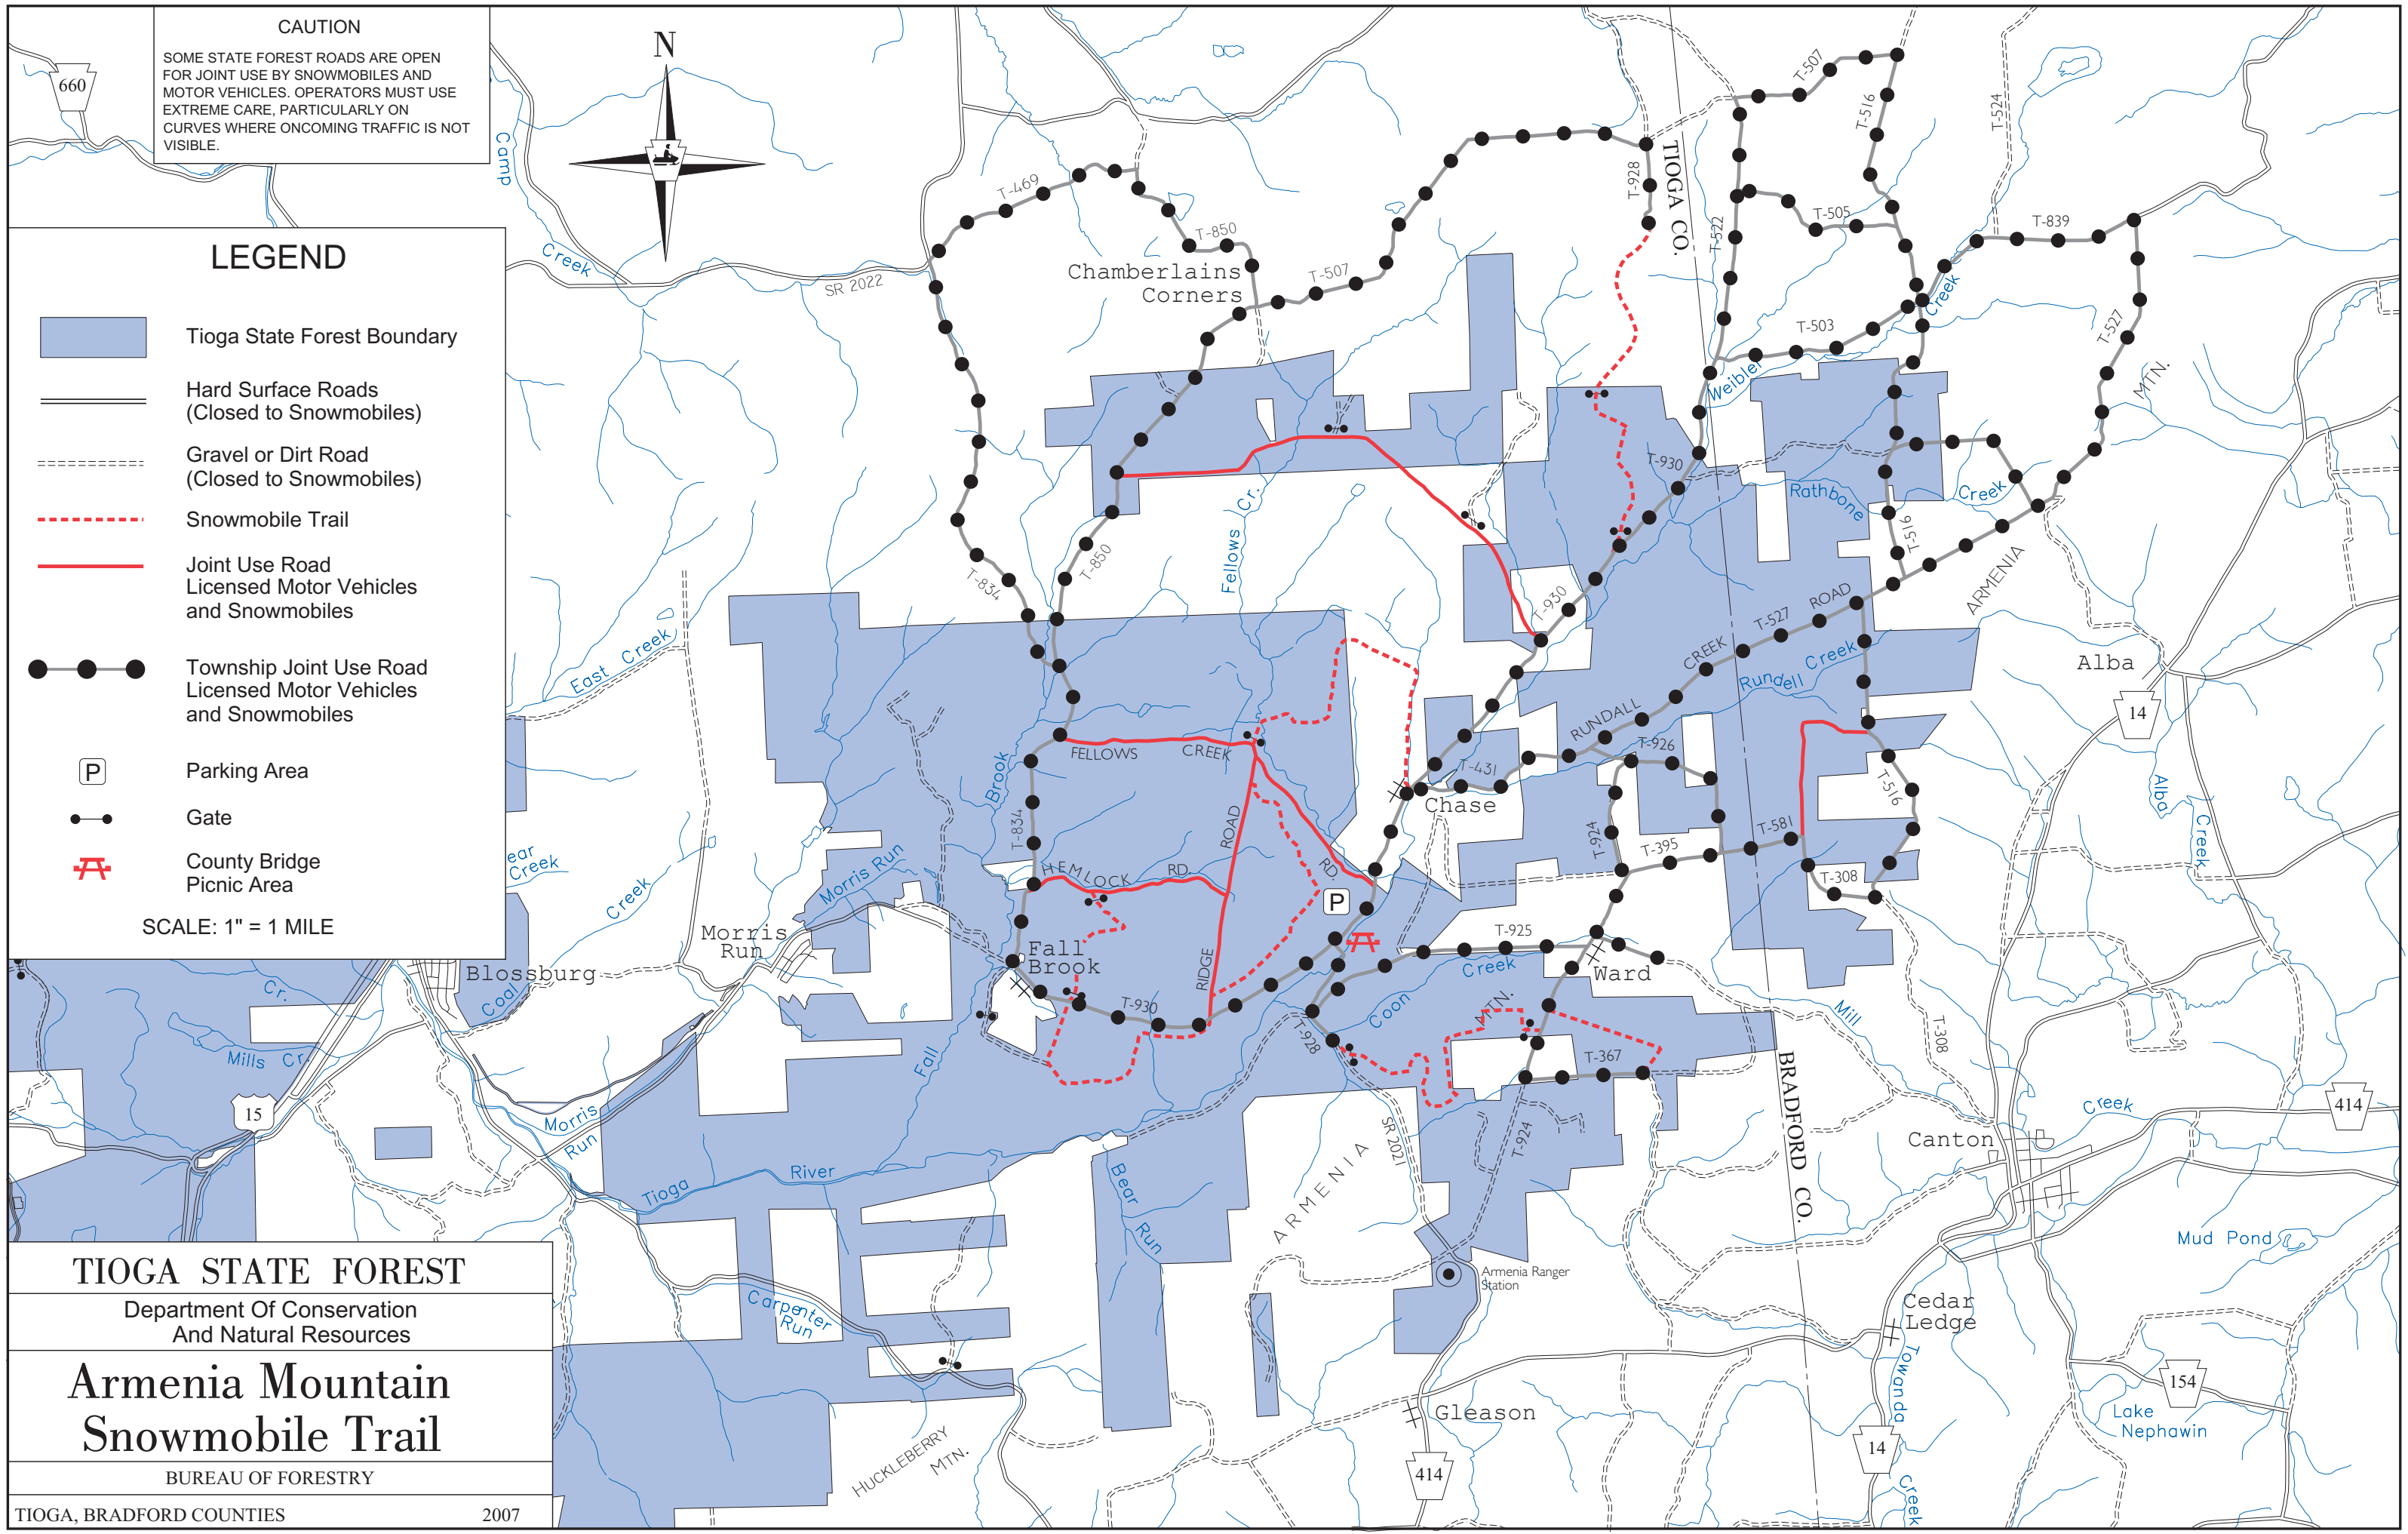 CAUTION
SOME STATE FOREST ROADS ARE OPEN
FOR JOINT USE BY SNOWMOBILES AND
MOTOR VEHICLES. OPERATORS MUST USE
EXTREME CARE, PARTICULARLY ON
CURVES WHERE ONCOMING TRAFFIC IS NOT
VISIBLE.
660
N
LEGEND
Tioga State Forest Boundary
Hard Surface Roads
(Closed to Snowmobiles)
Gravel or Dirt Road
(Closed to Snowmobiles)
Snowmobile Trail
Joint Use Road
Licensed Motor Vehicles
and Snowmobiles
Township Joint Use Road
Licensed Motor Vehicles
and Snowmobiles
P
Parking Area
Gate
County Bridge
Picnic Area
SCALE: 1" = 1 MILE
Camp
Creek
SR 2022
T-469
T-850
Chamberlains
Corners
T-507
T-928
TIOGA CO.
T-522
T-507
T-516
T-524
T-505
T-839
T-503
Creek
Weibler
T-527
MTN.
T-930
Rathbone
Creek
T-516
ARMENIA
Fellows Cr.
T-834
T-850
T-930
CREEK
T-527
ROAD
Rundell
Creek
RUNDALL
T-926
T-431
Chase
East Creek
Brook
FELLOWS
CREEK
T-834
ROAD
HEMLOCK
RD.
RD.
P
T-924
T-395
T-581
T-516
T-308
Alba
14
Alba
Creek
ear
Creek
Creek
Morris Run
Morris
Run
Blossburg
Coal
Fall
Brook
RIDGE
T-930
T-925
Creek
Ward
Coon
MTN.
T-928
T-367
Mill
T-308
Cr.
Mills Cr.
15
Morris
Run
Fall
Tioga
River
Bear
Run
SR 2021
T-924
ARMENIA
BRADFORD CO.
Creek
414
Canton
Mud Pond
Armenia Ranger
Station
Carpenter
Run
Cedar
Ledge
Towanda
Creek
154
Lake
Nephawin
Gleason
14
414
HUCKLEBERRY
MTN.
TIOGA STATE FOREST
Department Of Conservation
And Natural Resources
Armenia Mountain
Snowmobile Trail
BUREAU OF FORESTRY
TIOGA, BRADFORD COUNTIES 2007